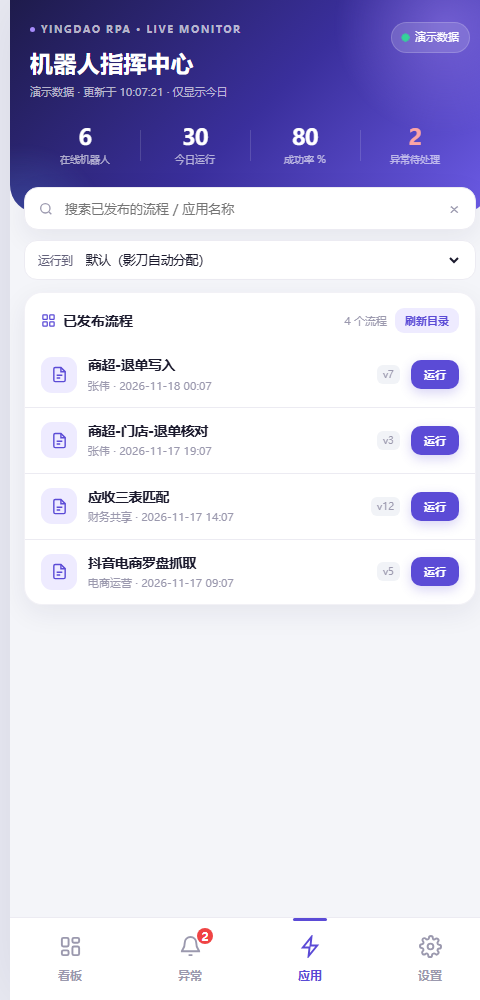 YINGDAO RPA • LIVE MONITOR
演示数据
机器人指挥中心
演示数据 · 更新于 10:07:21 · 仅显示今日
6 30 80 2
在线机器人 今日运行 成功率 % 异常待处理
搜索已发布的流程 / 应用名称 ×
运行到 默认（影刀自动分配）
已发布流程 4 个流程 刷新目录
商超-退单写入
张伟 · 2026-11-18 00:07
v7 运行
商超-门店-退单核对
张伟 · 2026-11-17 19:07
v3 运行
应收三表匹配
财务共享 · 2026-11-17 14:07
v12 运行
抖音电商罗盘抓取
电商运营 · 2026-11-17 09:07
v5 运行
2
看板 异常 应用 设置